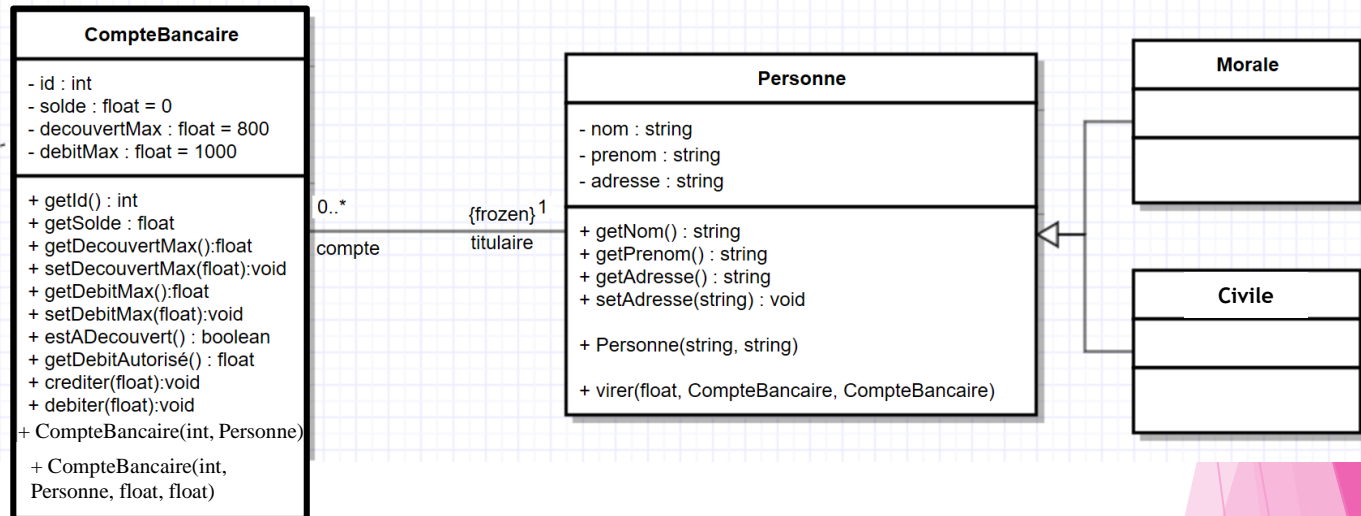 CompteBancaire
- id : int
- solde : float = 0
- decouvertMax : float = 800
- debitMax : float = 1000
+ getId() : int
+ getSolde : float
+ getDecouvertMax():float
+ setDecouvertMax(float):void
+ getDebitMax():float
+ setDebitMax(float):void
+ estADecouvert() : boolean
+ getDebitAutorisé() : float
+ crediter(float):void
+ debiter(float):void
+ CompteBancaire(int, Personne)
+ CompteBancaire(int,
Personne, float, float)
0..*
compte
{frozen} 1
titulaire
Personne
- nom : string
- prenom : string
- adresse : string
+ getNom() : string
+ getPrenom() : string
+ getAdresse() : string
+ setAdresse(string) : void
+ Personne(string, string)
+ virer(float, CompteBancaire, CompteBancaire)
Morale
Civile